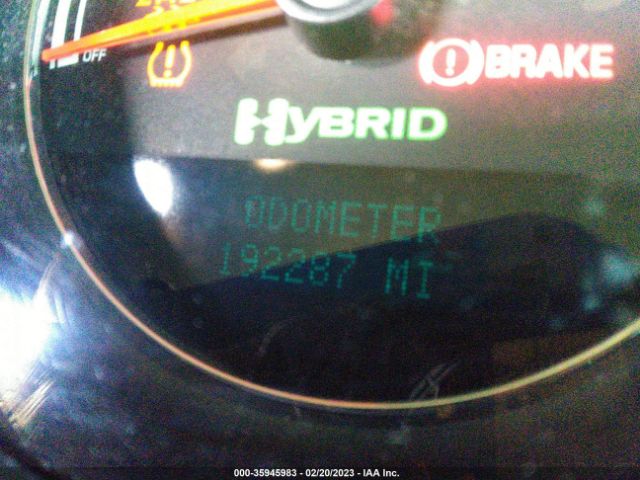 OFF
BRAKE
HYBRID
ODOMETER
192287 MI
000-35945983 - 02/20/2023 - IAA Inc.